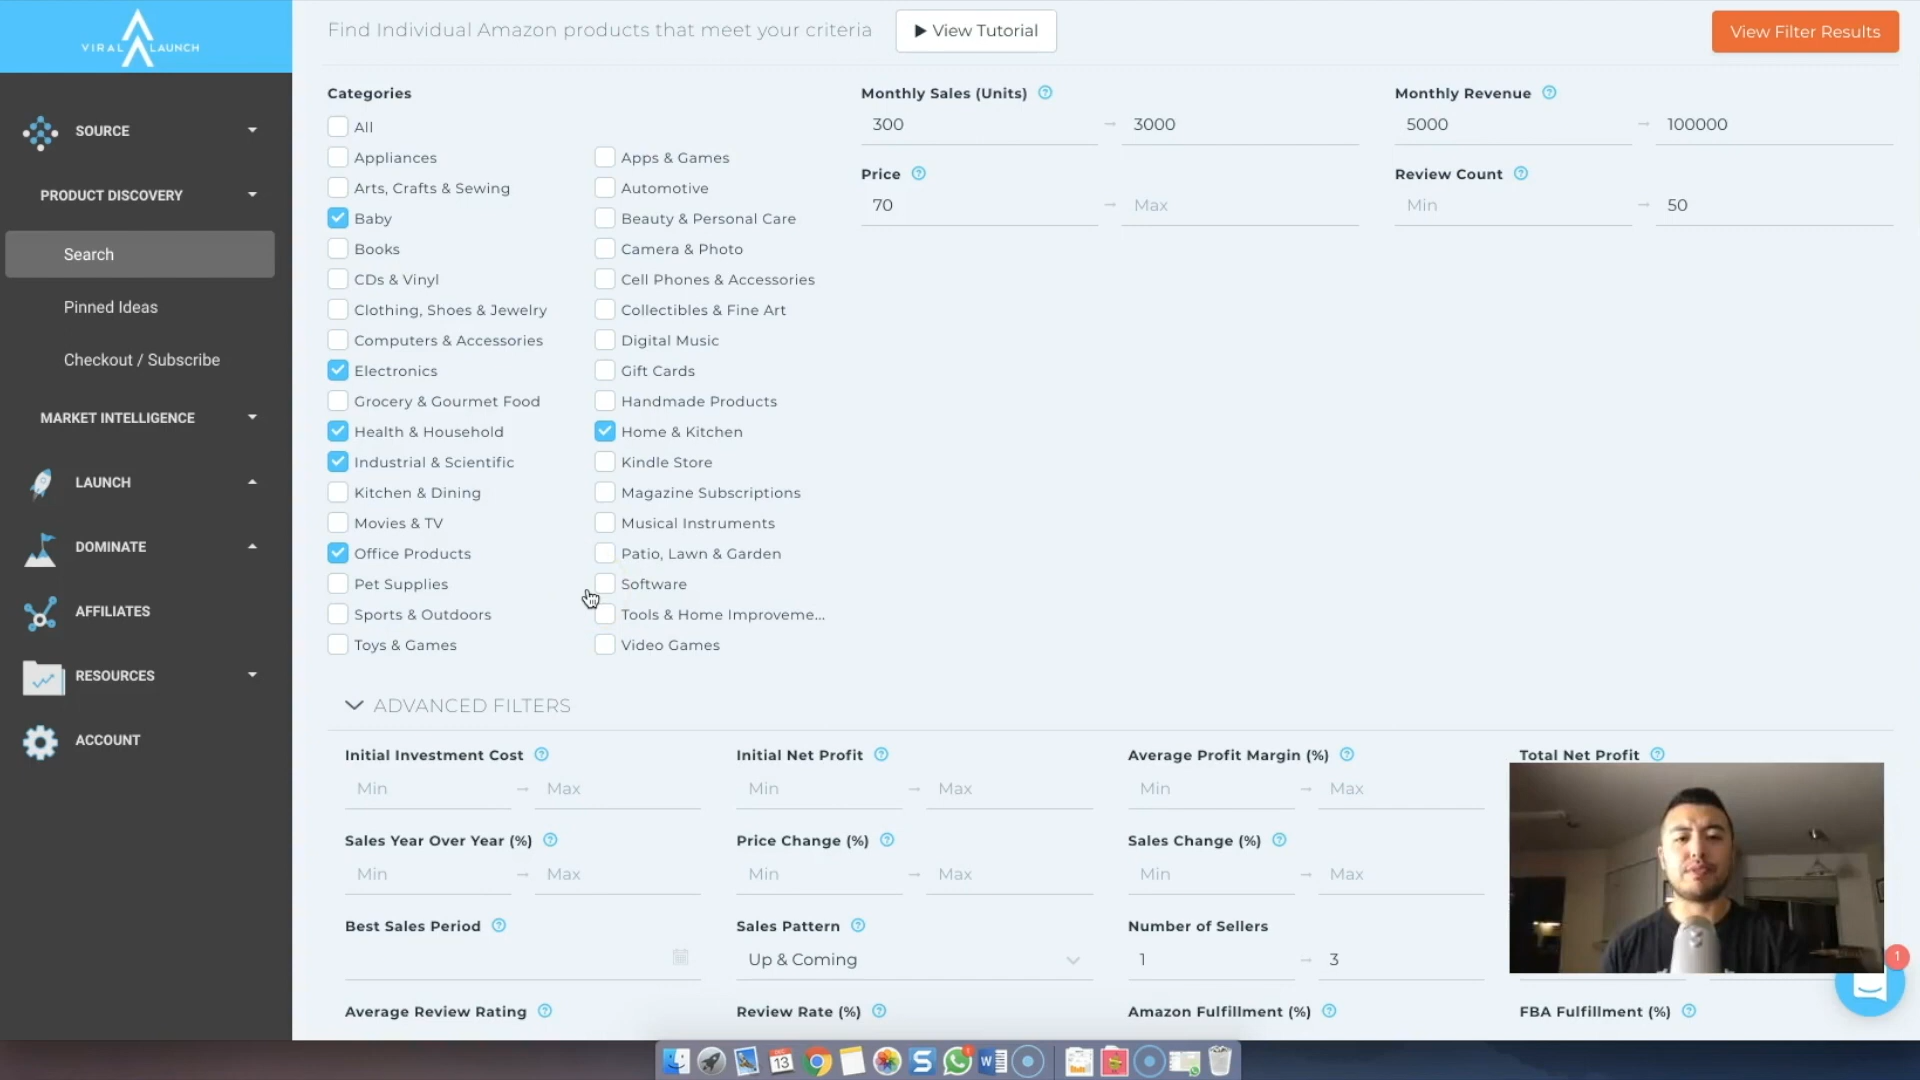 VIRAL LAUNCH
Find Individual Amazon products that meet your criteria
View Tutorial
View Filter Results
SOURCE
PRODUCT DISCOVERY
Search
Pinned Ideas
Checkout / Subscribe
MARKET INTELLIGENCE
LAUNCH
DOMINATE
AFFILIATES
RESOURCES
ACCOUNT
Categories
All
Appliances
Apps & Games
Arts, Crafts & Sewing
Automotive
Baby
Beauty & Personal Care
Books
Camera & Photo
CDs & Vinyl
Cell Phones & Accessories
Clothing, Shoes & Jewelry
Collectibles & Fine Art
Computers & Accessories
Digital Music
Electronics
Gift Cards
Grocery & Gourmet Food
Handmade Products
Health & Household
Home & Kitchen
Industrial & Scientific
Kindle Store
Kitchen & Dining
Magazine Subscriptions
Movies & TV
Musical Instruments
Office Products
Patio, Lawn & Garden
Pet Supplies
Software
Sports & Outdoors
Tools & Home Improveme...
Toys & Games
Video Games
Monthly Sales (Units) ?
300 → 3000
Monthly Revenue ?
5000 → 100000
Price ?
70 → Max
Review Count ?
Min → 50
ADVANCED FILTERS
Initial Investment Cost ?
Min → Max
Initial Net Profit ?
Min → Max
Average Profit Margin (%) ?
Min → Max
Total Net Profit ?
Sales Year Over Year (%) ?
Min → Max
Price Change (%) ?
Min → Max
Sales Change (%) ?
Min → Max
Best Sales Period ?
Sales Pattern ?
Up & Coming
Number of Sellers
1 → 3
1
Average Review Rating ?
Review Rate (%) ?
Amazon Fulfillment (%) ?
FBA Fulfillment (%) ?
DEC
13
S
W